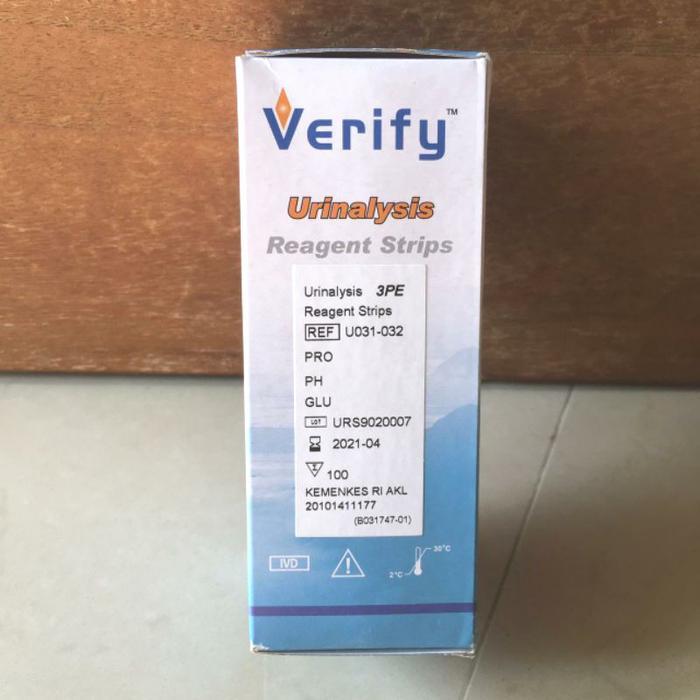 Verify™
Urinalysis
Reagent Strips
Urinalysis 3PE
Reagent Strips
REF U031-032
PRO
PH
GLU
LOT URS9020007
2021-04
Σ 100
KEMENKES RI AKL
20101411177
(B031747-01)
IVD
30°C
2°C